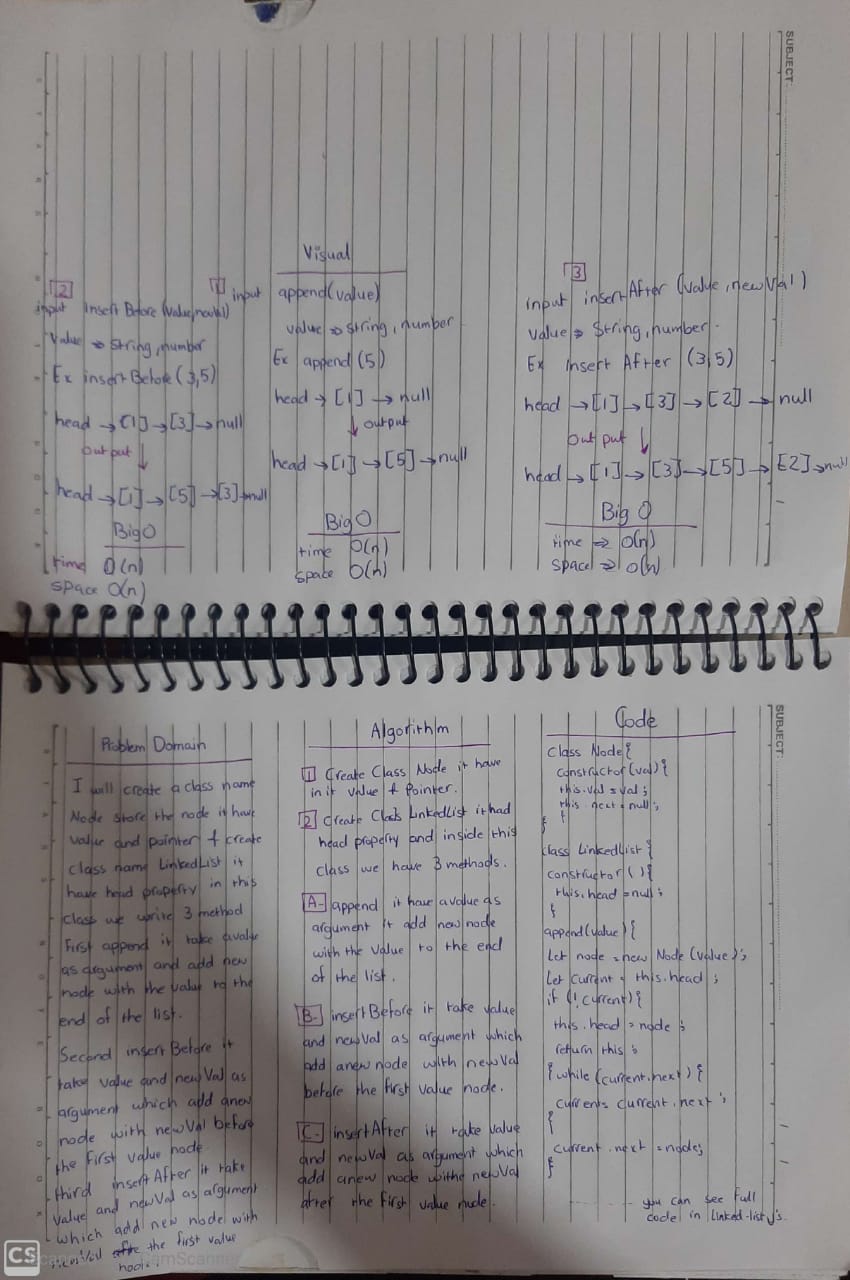 SUBJECT:
Visual
2
input insert Before (value, newVal)
value => String, number
Ex insert Before (3,5)
head → [1] → [3] → null
output ↓
head → [1] → [5] → [3] → null
Big O
time O(n)
space O(n)
1 input append(value)
value => String, number
Ex append (5)
head → [1] → null
↓ output
head → [1] → [5] → null
Big O
time O(n)
space O(n)
3
input insertAfter (value, newVal)
value => String, number.
Ex insert After (3,5)
head → [1] → [3] → [2] → null
output ↓
head → [1] → [3] → [5] → [2] → null
Big O
time => O(n)
space => O(n)
SUBJECT:
Problem Domain
I will create a class name
Node store the node it have
value and pointer + create
class name LinkedList it
have head property in this
class we write 3 method
First append it take a value
as argument and add new
node with the value to the
end of the list.
Second insert Before it
take value and newVal as
argument which add anew
node with newVal before
the first value node
third insertAfter it take
value and newVal as argument
which add new node with
newVal after the first value
node.
Algorithm
1 Create Class Node it have
in it value + pointer.
2 Create Class LinkedList it had
head property and inside this
class we have 3 methods.
A- append it have a value as
argument it add new node
with the value to the end
of the list.
B- insertBefore it take value
and newVal as argument which
add anew node with newVal
before the first value node.
C- insertAfter it take value
and newVal as argument which
add anew node withe newVal
after the first value node.
Code
Class Node {
constructor (val) {
this.val = val ;
this.next = null ;
}
}
class LinkedList {
constructor () {
this.head = null ;
}
append(value) {
Let node = new Node (value) ;
Let Current = this.head ;
if (! current) {
this.head = node ;
return this ;
} while (current.next) {
current = current.next ;
}
current.next = node;
}
you can see full
code in linked-list.js.
CS CamScanner